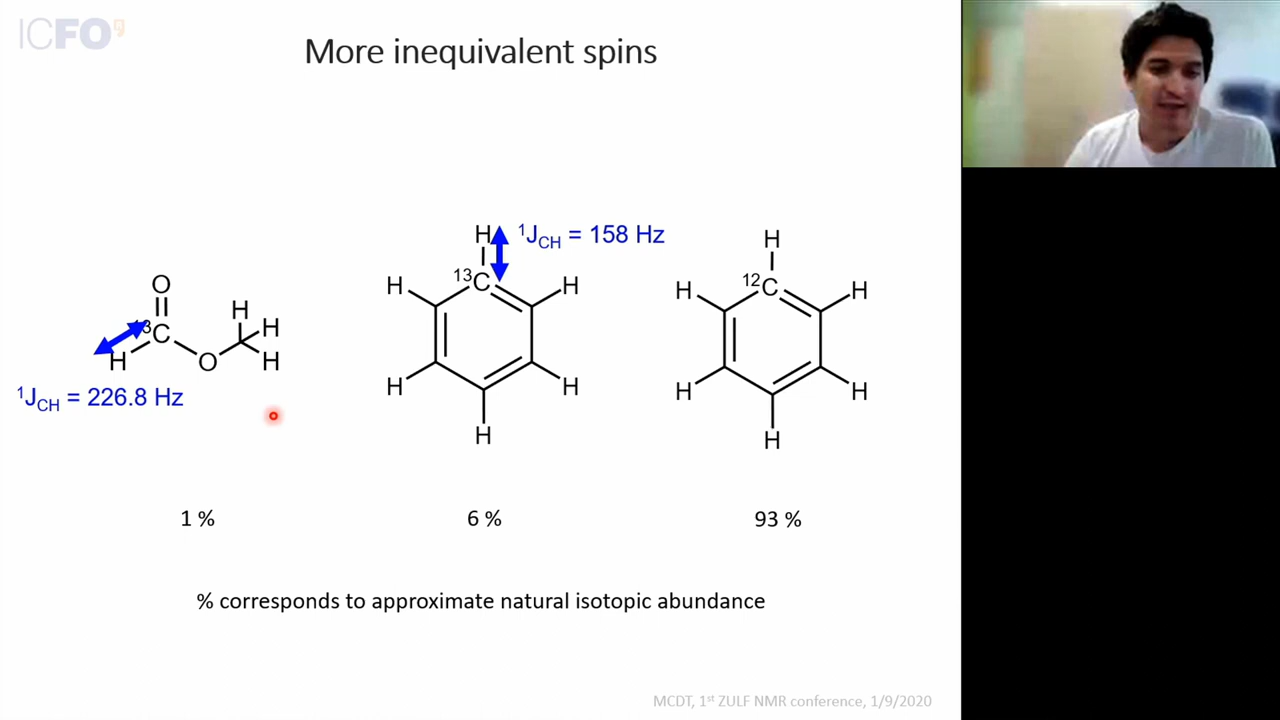 ICFO
More inequivalent spins
H
¹J_CH = 158 Hz
H
¹³C
H
H
¹²C
H
H
H
O
¹³C
H
H
O
H
H
¹J_CH = 226.8 Hz
H
H
H
H
H
H
1 %
6 %
93 %
% corresponds to approximate natural isotopic abundance
MCDT, 1ˢᵗ ZULF NMR conference, 1/9/2020